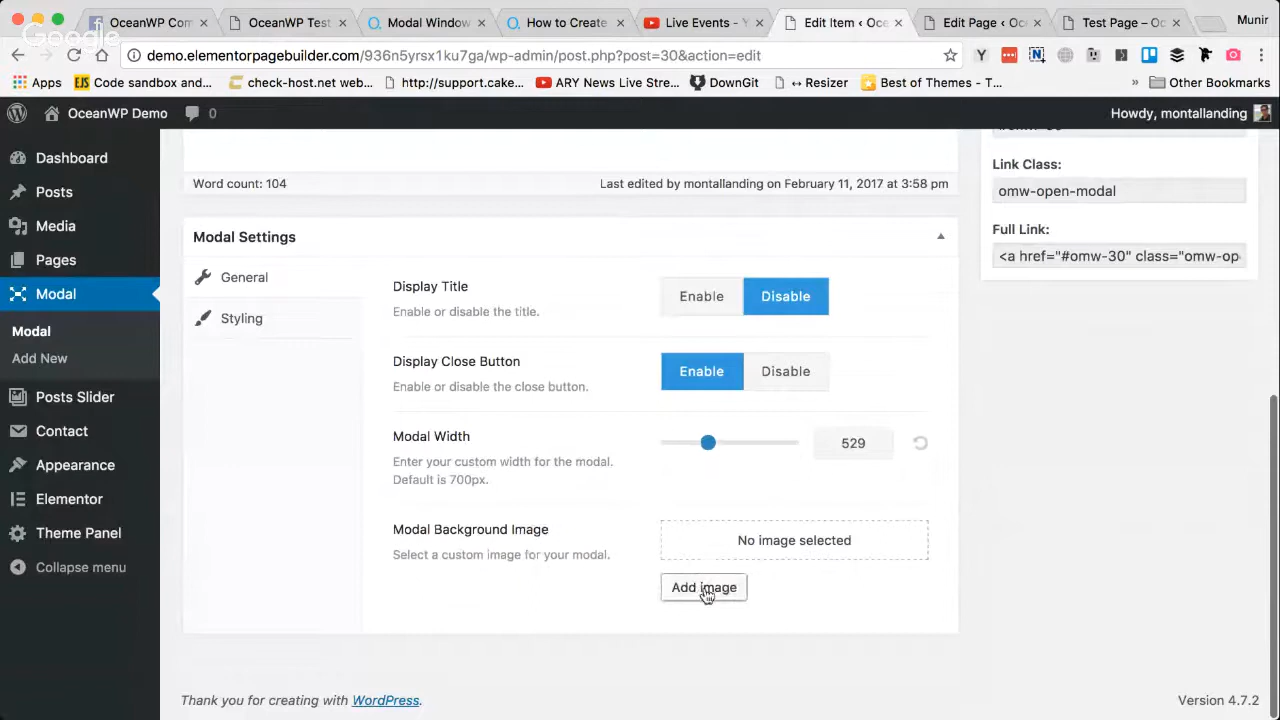 OceanWP Com
OceanWP Test
Modal Window
How to Create
Live Events - Y
Edit Item ‹ Oce
Edit Page ‹ Oc
Test Page – Oc
Munir
Google
demo.elementorpagebuilder.com/936n5yrsx1ku7ga/wp-admin/post.php?post=30&action=edit
Apps
Code sandbox and...
check-host.net web...
http://support.cake...
ARY News Live Stre...
DownGit
↔ Resizer
Best of Themes - T...
»
Other Bookmarks
OceanWP Demo
0
Howdy, montallanding
Dashboard
Posts
Media
Pages
Modal
Modal
Add New
Posts Slider
Contact
Appearance
Elementor
Theme Panel
Collapse menu
Word count: 104
Last edited by montallanding on February 11, 2017 at 3:58 pm
Modal Settings
General
Styling
Display Title
Enable or disable the title.
Enable
Disable
Display Close Button
Enable or disable the close button.
Enable
Disable
Modal Width
Enter your custom width for the modal.
Default is 700px.
529
Modal Background Image
Select a custom image for your modal.
No image selected
Add image
Link Class:
omw-open-modal
Full Link:
<a href="#omw-30" class="omw-op
Thank you for creating with WordPress.
Version 4.7.2